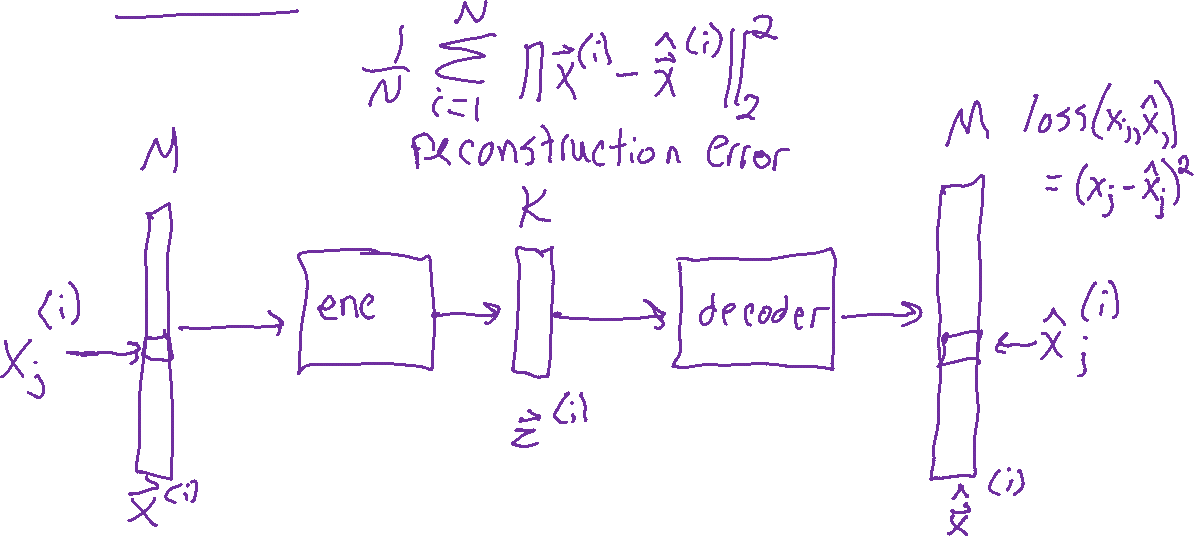 1/N Σ_{i=1}^{N} ||x⃗^(i) - x̂⃗^(i)||_2^2
reconstruction error
M
K
M
loss(x_j, x̂_j)
= (x_j - x̂_j)^2
enc
decoder
x_j^(i)
x̂_j^(i)
z⃗^(i)
x⃗^(i)
x̂⃗^(i)